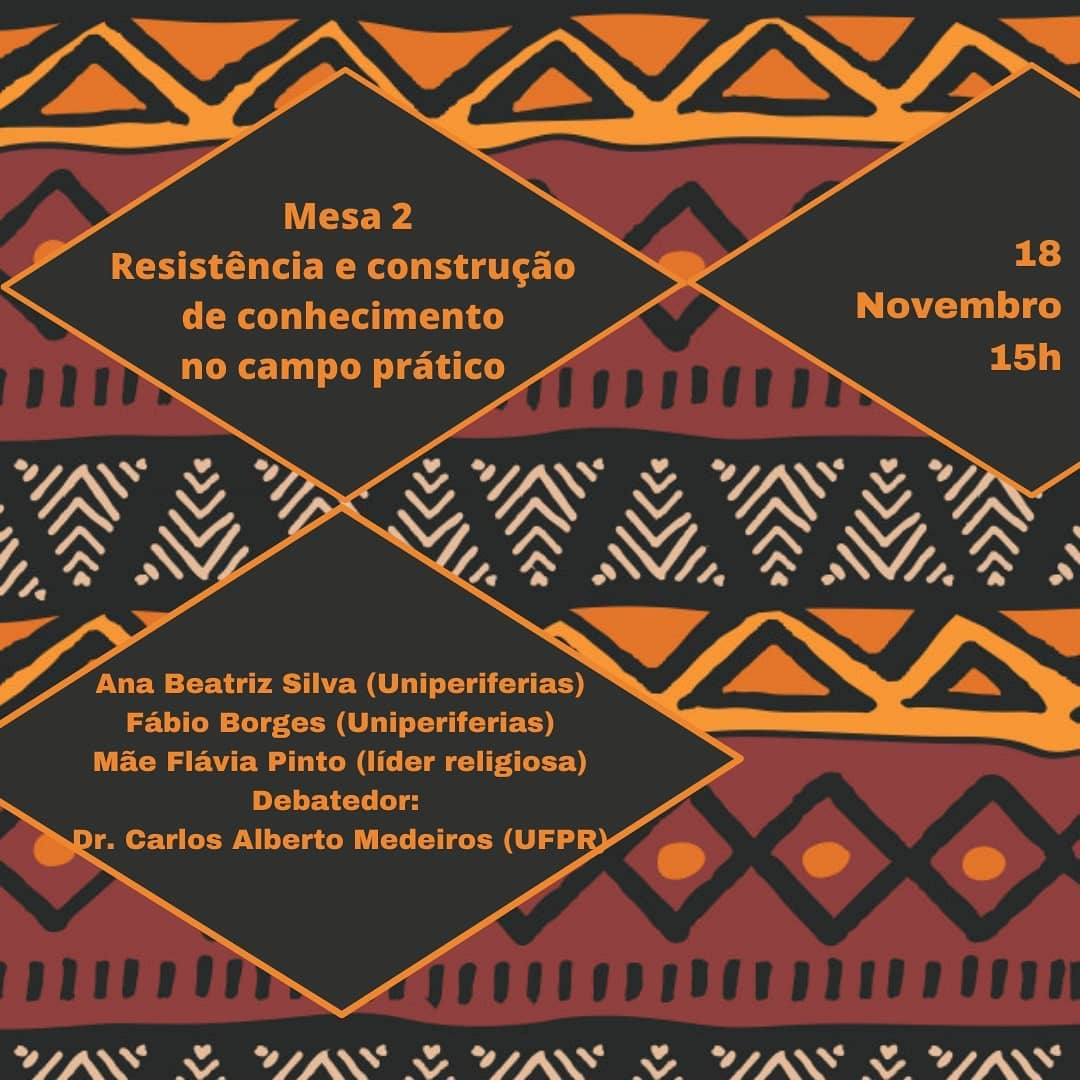 Mesa 2
Resistência e construção
de conhecimento
no campo prático
18
Novembro
15h
Ana Beatriz Silva (Uniperiferias)
Fábio Borges (Uniperiferias)
Mãe Flávia Pinto (líder religiosa)
Debatedor:
Dr. Carlos Alberto Medeiros (UFPR)